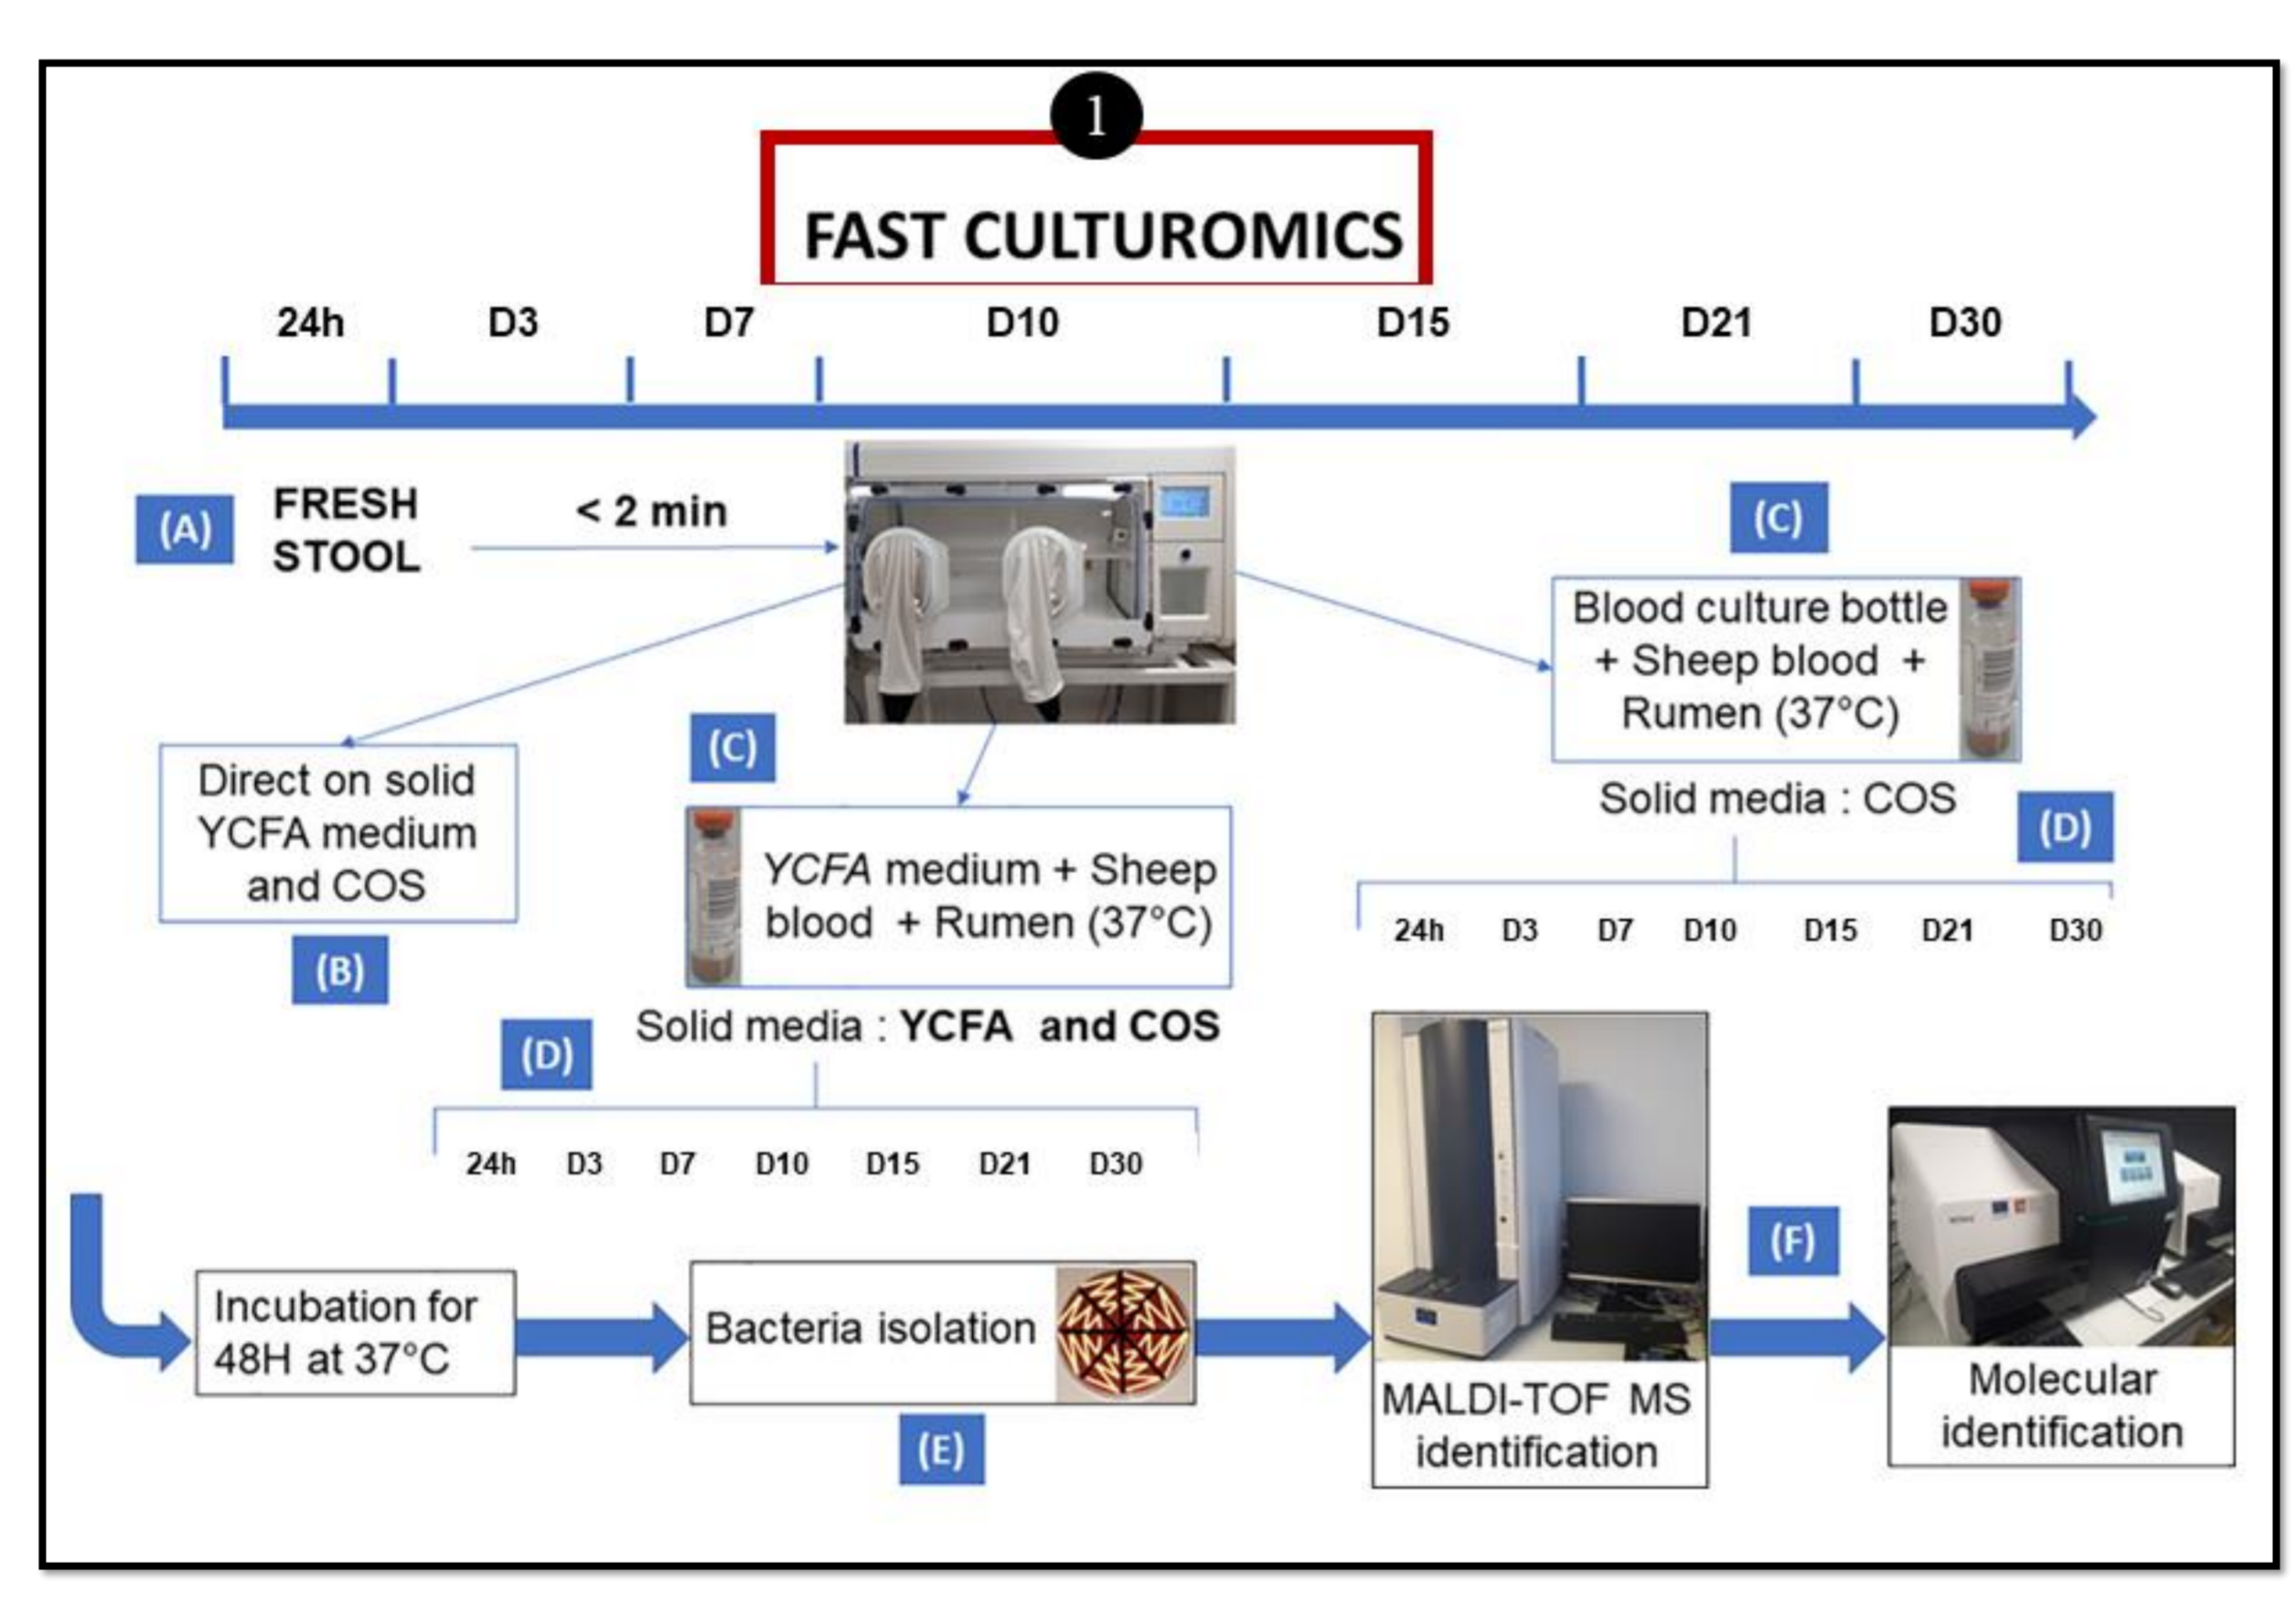 1
FAST CULTUROMICS
24h D3 D7 D10 D15 D21 D30
(A)
FRESH
STOOL
< 2 min
(C)
Blood culture bottle
+ Sheep blood +
Rumen (37°C)
Solid media : COS
(D)
24h D3 D7 D10 D15 D21 D30
Direct on solid
YCFA medium
and COS
(B)
(C)
YCFA medium + Sheep
blood + Rumen (37°C)
Solid media : YCFA and COS
(D)
24h D3 D7 D10 D15 D21 D30
Incubation for
48H at 37°C
Bacteria isolation
(E)
MALDI-TOF MS
identification
(F)
Molecular
identification